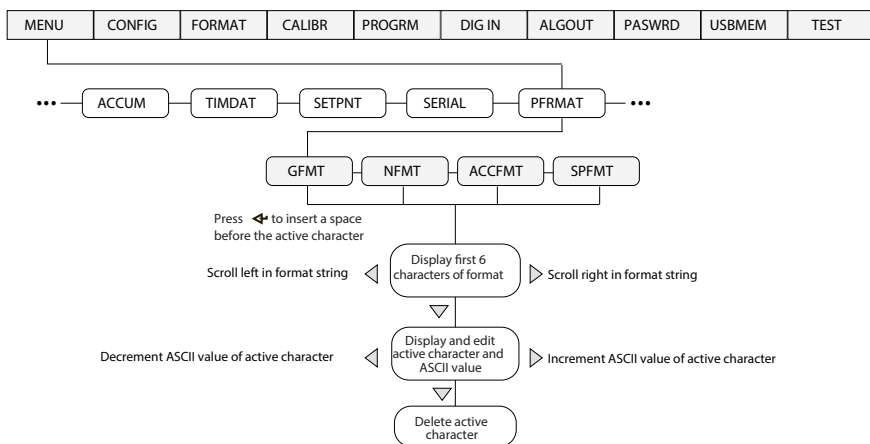 MENU CONFIG FORMAT CALIBR PROGRM DIG IN ALGOUT PASWRD USBMEM TEST
••• ACCUM TIMDAT SETPNT SERIAL PFRMAT •••
GFMT NFMT ACCFMT SPFMT
Press to insert a space
before the active character
Display first 6
characters of format
Scroll left in format string
Scroll right in format string
Display and edit
active character and
ASCII value
Decrement ASCII value of active character
Increment ASCII value of active character
Delete active
character